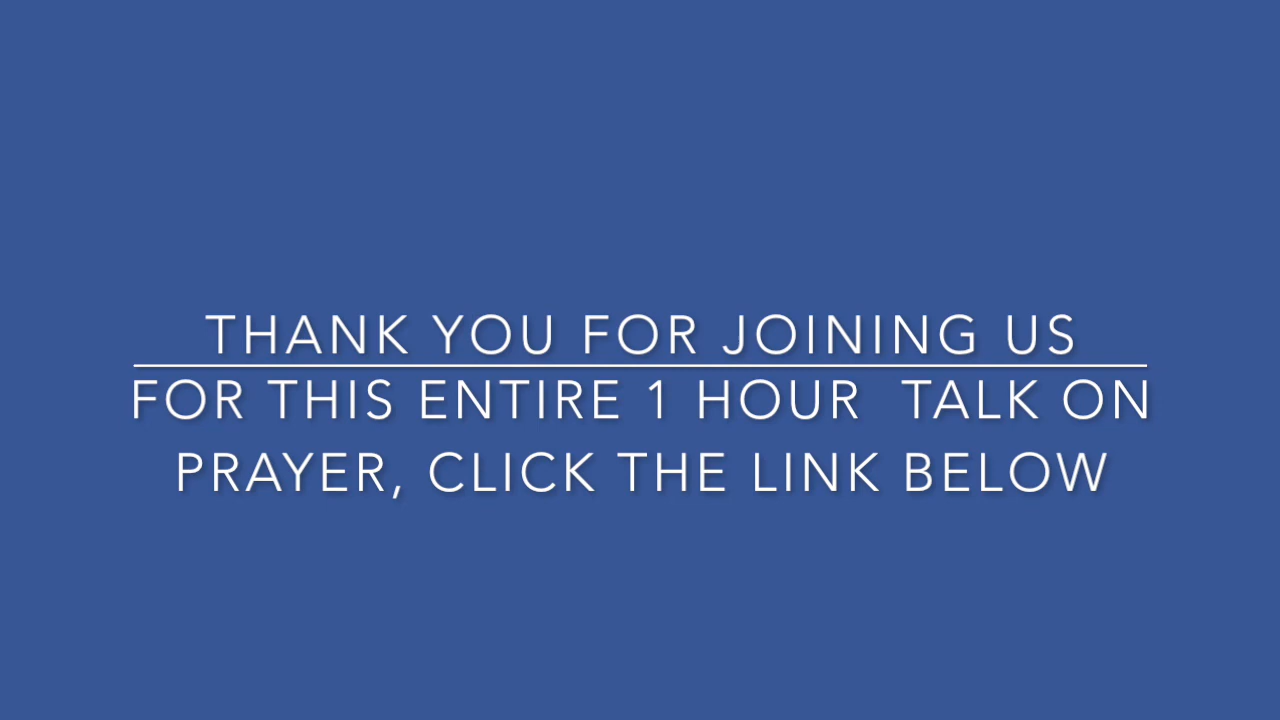 THANK YOU FOR JOINING US
FOR THIS ENTIRE 1 HOUR TALK ON
PRAYER, CLICK THE LINK BELOW